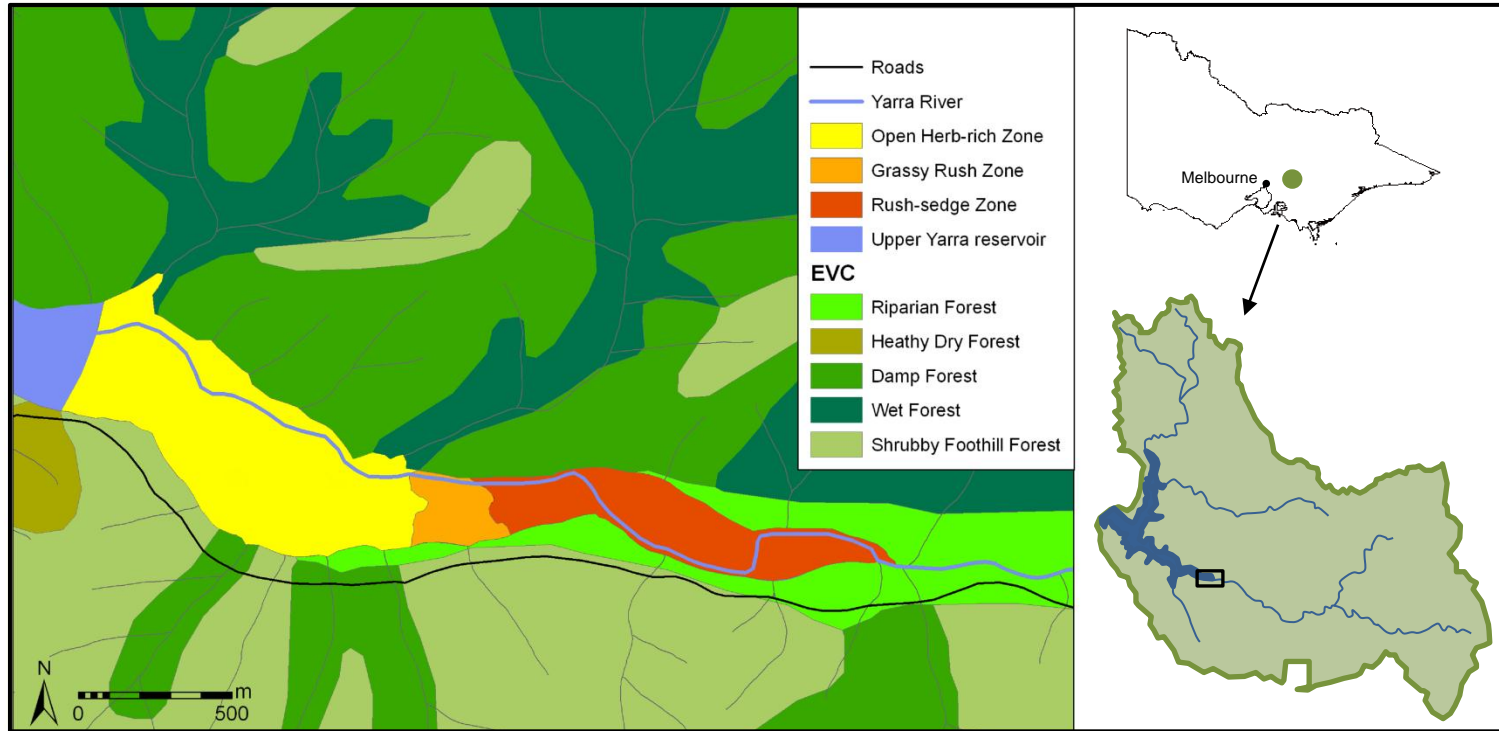 Roads
Yarra River
Open Herb-rich Zone
Grassy Rush Zone
Rush-sedge Zone
Upper Yarra reservoir
EVC
Riparian Forest
Heathy Dry Forest
Damp Forest
Wet Forest
Shrubby Foothill Forest
Melbourne
N
m
0 500